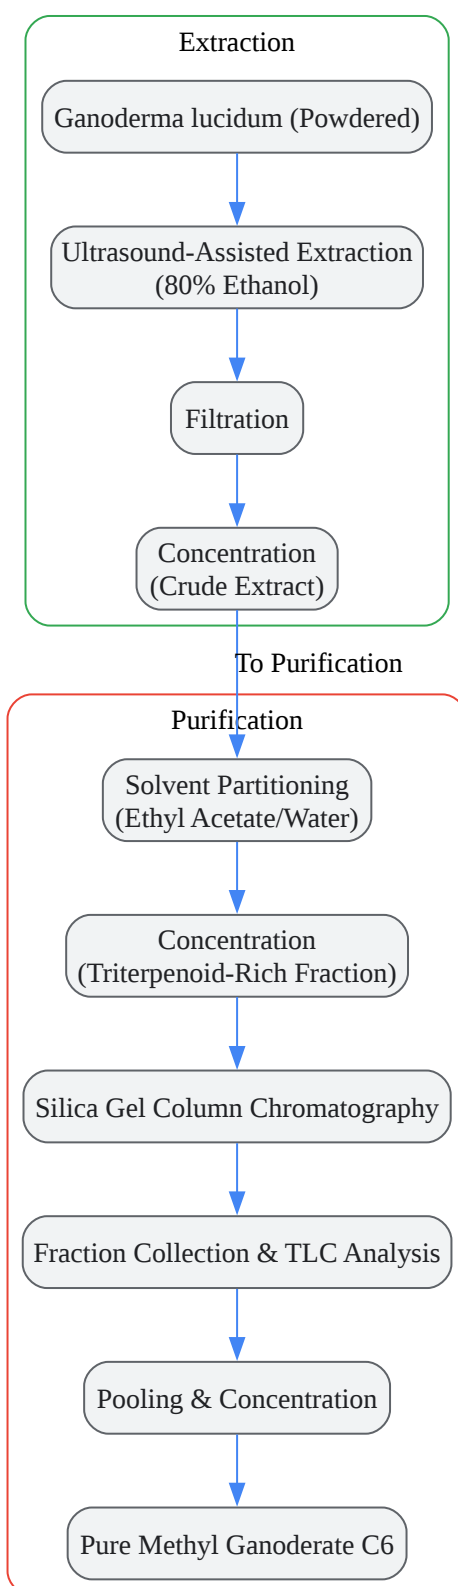 Extraction
Ganoderma lucidum (Powdered)
Ultrasound-Assisted Extraction
(80% Ethanol)
Filtration
Concentration
(Crude Extract)
To Purification
Purification
Solvent Partitioning
(Ethyl Acetate/Water)
Concentration
(Triterpenoid-Rich Fraction)
Silica Gel Column Chromatography
Fraction Collection & TLC Analysis
Pooling & Concentration
Pure Methyl Ganoderate C6